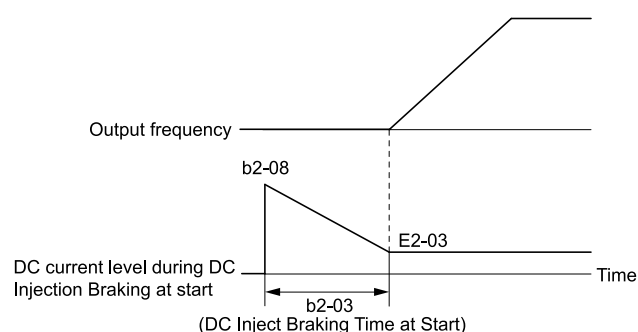 Output frequency
b2-08
E2-03
DC current level during DC
Injection Braking at start
Time
b2-03
(DC Inject Braking Time at Start)